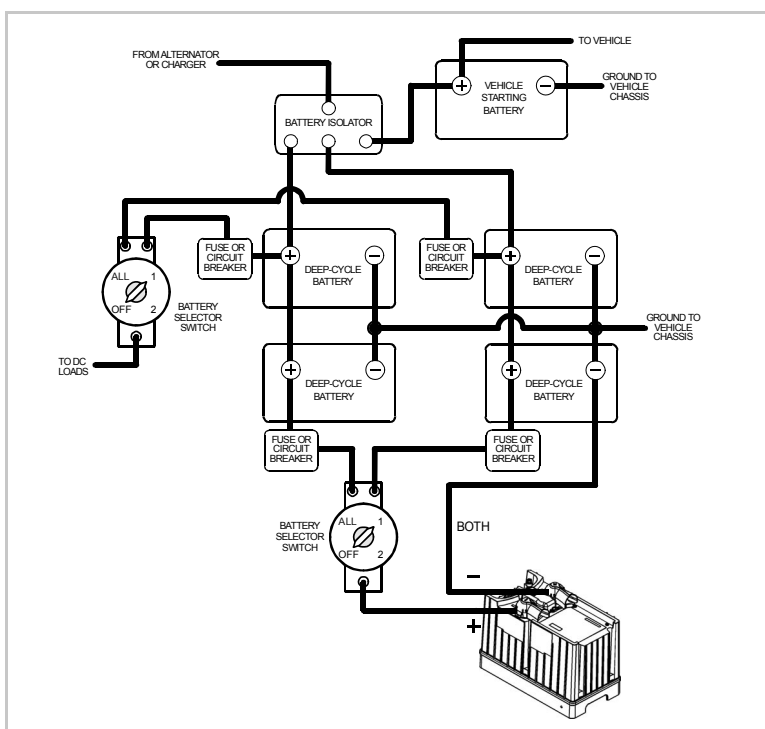 FROM ALTERNATOR
OR CHARGER
TO VEHICLE
+
VEHICLE
STARTING
BATTERY
−
GROUND TO
VEHICLE
CHASSIS
BATTERY ISOLATOR
FUSE OR
CIRCUIT
BREAKER
+
DEEP-CYCLE
BATTERY
−
FUSE OR
CIRCUIT
BREAKER
+
DEEP-CYCLE
BATTERY
−
ALL 1
OFF 2
BATTERY
SELECTOR
SWITCH
TO DC
LOADS
GROUND TO
VEHICLE
CHASSIS
+
DEEP-CYCLE
BATTERY
−
+
DEEP-CYCLE
BATTERY
−
FUSE OR
CIRCUIT
BREAKER
FUSE OR
CIRCUIT
BREAKER
BATTERY
SELECTOR
SWITCH
ALL 1
OFF 2
BOTH
−
+